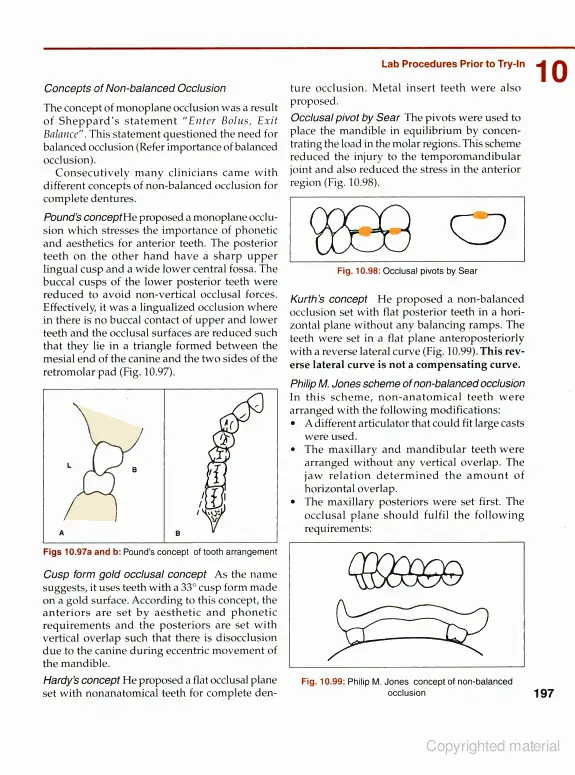 Lab Procedures Prior to Try-In 10
Concepts of Non-balanced Occlusion
The concept of monoplane occlusion was a result
of Sheppard's statement "Enter Bolus, Exit
Balance". This statement questioned the need for
balanced occlusion (Refer importance of balanced
occlusion).
Consecutively many clinicians came with
different concepts of non-balanced occlusion for
complete dentures.
Pound's concept He proposed a monoplane occlu-
sion which stresses the importance of phonetic
and aesthetics for anterior teeth. The posterior
teeth on the other hand have a sharp upper
lingual cusp and a wide lower central fossa. The
buccal cusps of the lower posterior teeth were
reduced to avoid non-vertical occlusal forces.
Effectively, it was a lingualized occlusion where
in there is no buccal contact of upper and lower
teeth and the occlusal surfaces are reduced such
that they lie in a triangle formed between the
mesial end of the canine and the two sides of the
retromolar pad (Fig. 10.97).
L
B
A
B
Figs 10.97a and b: Pound's concept of tooth arrangement
Cusp form gold occlusal concept As the name
suggests, it uses teeth with a 33° cusp form made
on a gold surface. According to this concept, the
anteriors are set by aesthetic and phonetic
requirements and the posteriors are set with
vertical overlap such that there is disocclusion
due to the canine during eccentric movement of
the mandible.
Hardy's concept He proposed a flat occlusal plane
set with nonanatomical teeth for complete den-
ture occlusion. Metal insert teeth were also
proposed.
Occlusal pivot by Sear The pivots were used to
place the mandible in equilibrium by concen-
trating the load in the molar regions. This scheme
reduced the injury to the temporomandibular
joint and also reduced the stress in the anterior
region (Fig. 10.98).
Fig. 10.98: Occlusal pivots by Sear
Kurth's concept He proposed a non-balanced
occlusion set with flat posterior teeth in a hori-
zontal plane without any balancing ramps. The
teeth were set in a flat plane anteroposteriorly
with a reverse lateral curve (Fig. 10.99). This rev-
erse lateral curve is not a compensating curve.
Philip M. Jones scheme of non-balanced occlusion
In this scheme, non-anatomical teeth were
arranged with the following modifications:
• A different articulator that could fit large casts
were used.
• The maxillary and mandibular teeth were
arranged without any vertical overlap. The
jaw relation determined the amount of
horizontal overlap.
• The maxillary posteriors were set first. The
occlusal plane should fulfil the following
requirements:
Fig. 10.99: Philip M. Jones concept of non-balanced
occlusion
197
Copyrighted material